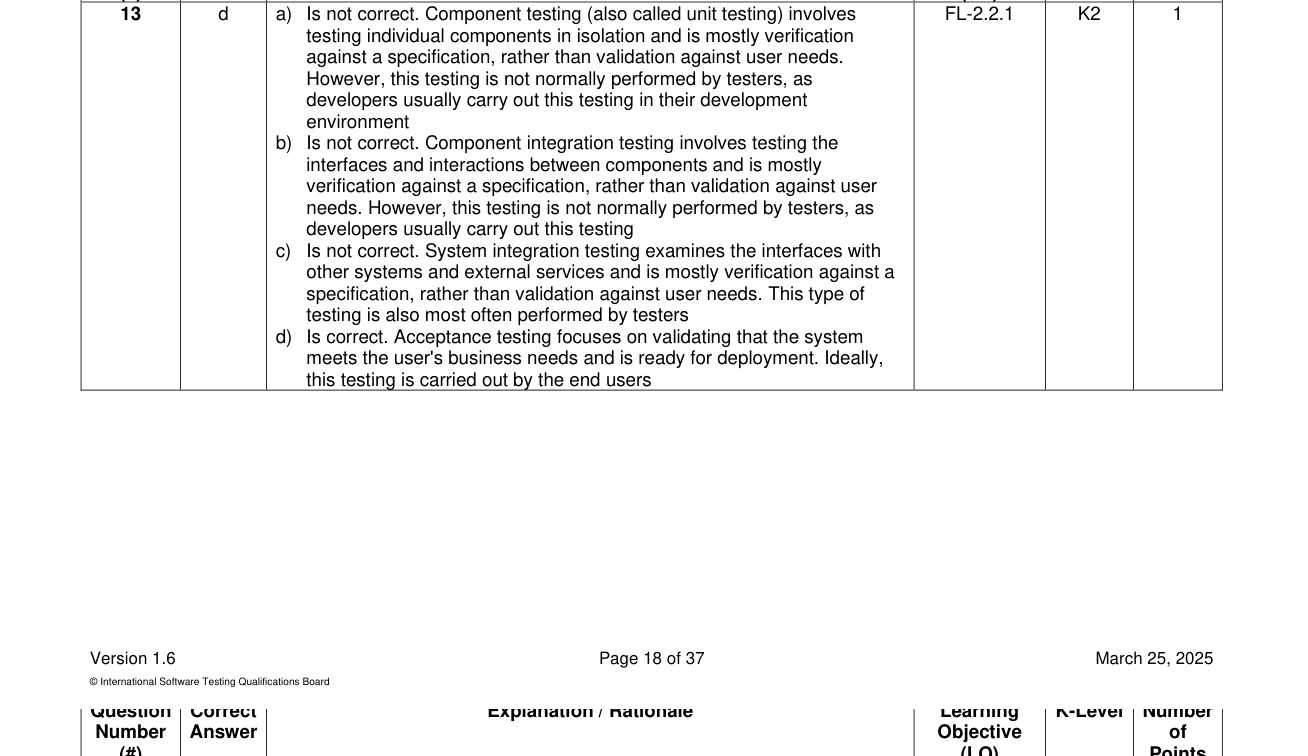 13 d a) Is not correct. Component testing (also called unit testing) involves FL-2.2.1 K2 1
testing individual components in isolation and is mostly verification
against a specification, rather than validation against user needs.
However, this testing is not normally performed by testers, as
developers usually carry out this testing in their development
environment
b) Is not correct. Component integration testing involves testing the
interfaces and interactions between components and is mostly
verification against a specification, rather than validation against user
needs. However, this testing is not normally performed by testers, as
developers usually carry out this testing
c) Is not correct. System integration testing examines the interfaces with
other systems and external services and is mostly verification against a
specification, rather than validation against user needs. This type of
testing is also most often performed by testers
d) Is correct. Acceptance testing focuses on validating that the system
meets the user's business needs and is ready for deployment. Ideally,
this testing is carried out by the end users
Version 1.6 Page 18 of 37 March 25, 2025
© International Software Testing Qualifications Board
Question Correct Explanation / Rationale Learning K-Level Number
Number Answer Objective of
(#) (LO) Points